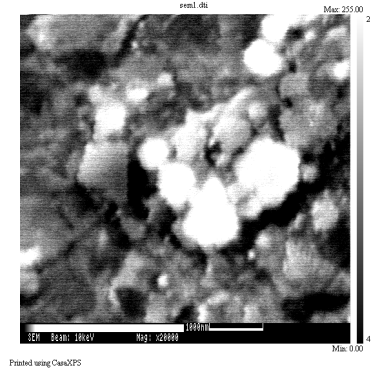 sem1.dti
Max: 255.00
2
1000nm
SEM Beam: 10keV Mag: x20000
4
Min: 0.00
Printed using CasaXPS